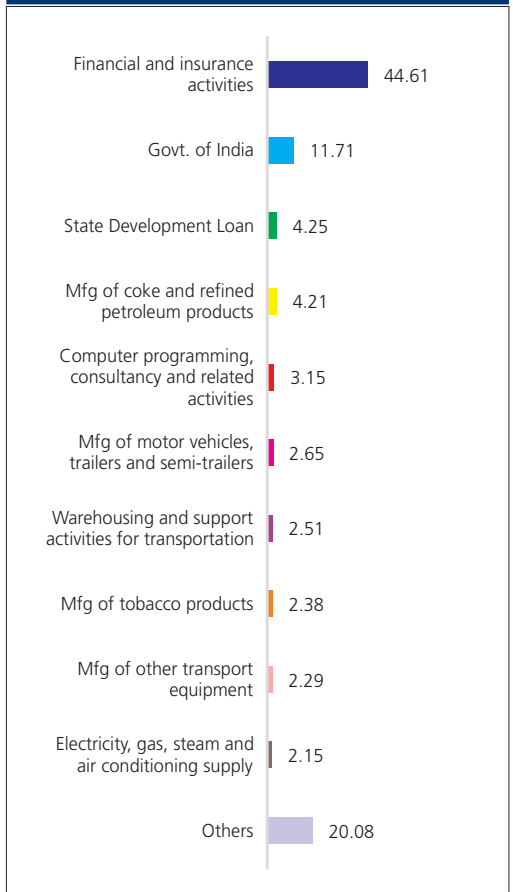 Financial and insurance
activities
44.61
Govt. of India
11.71
State Development Loan
4.25
Mfg of coke and refined
petroleum products
4.21
Computer programming,
consultancy and related
activities
3.15
Mfg of motor vehicles,
trailers and semi-trailers
2.65
Warehousing and support
activities for transportation
2.51
Mfg of tobacco products
2.38
Mfg of other transport
equipment
2.29
Electricity, gas, steam and
air conditioning supply
2.15
Others
20.08